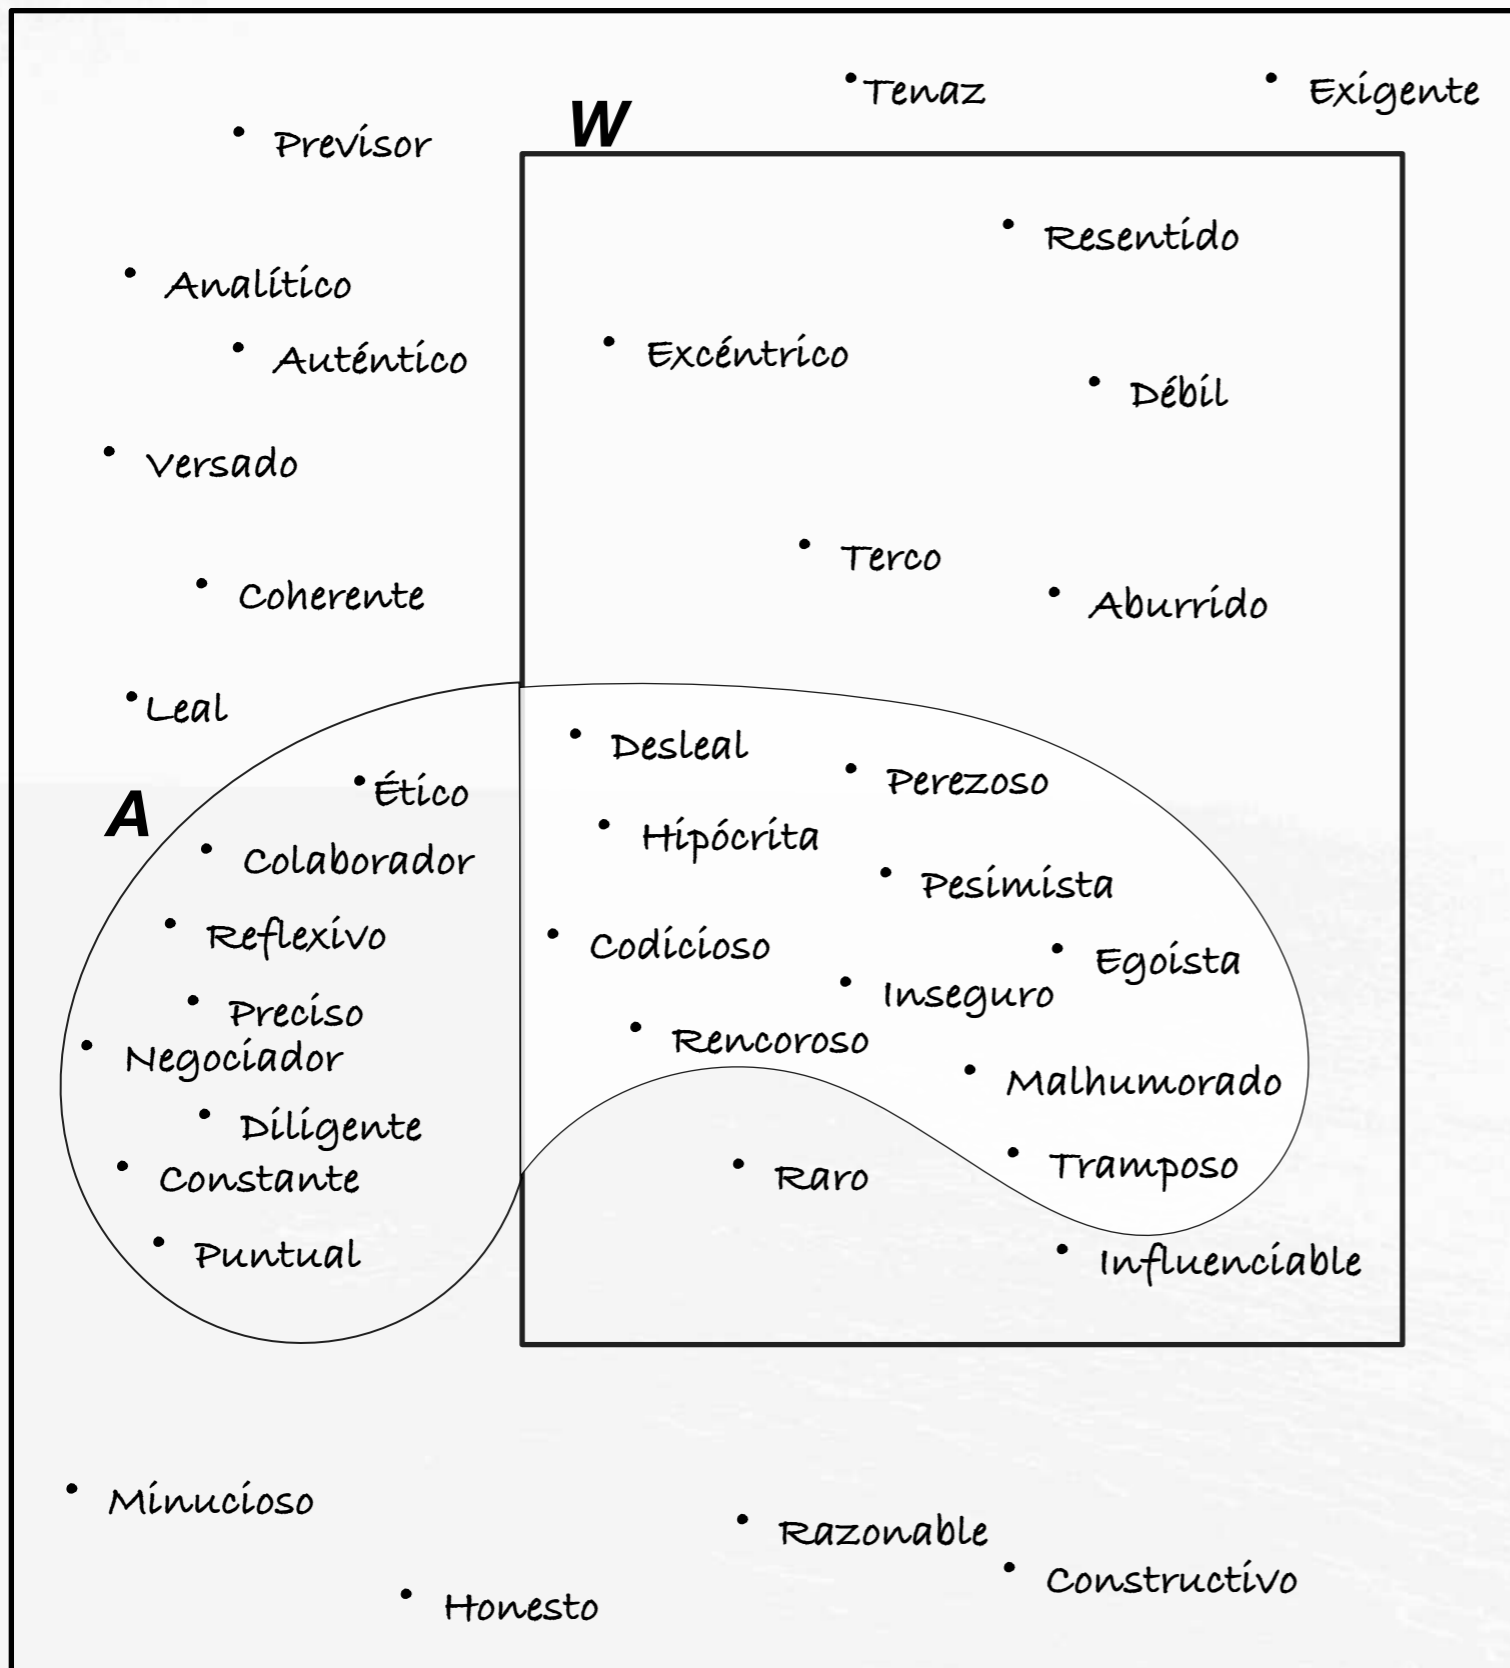 Tenaz
Exigente
W
Previsor
Resentido
Analítico
Excéntrico
Auténtico
Débil
Versado
Terco
Coherente
Aburrido
Leal
Desleal
Perezoso
Ético
A
Hipócrita
Colaborador
Pesimista
Reflexivo
Codicioso
Egoísta
Inseguro
Preciso
Rencoroso
Negociador
Malhumorado
Diligente
Tramposo
Constante
Raro
Puntual
Influenciable
Minucioso
Razonable
Constructivo
Honesto